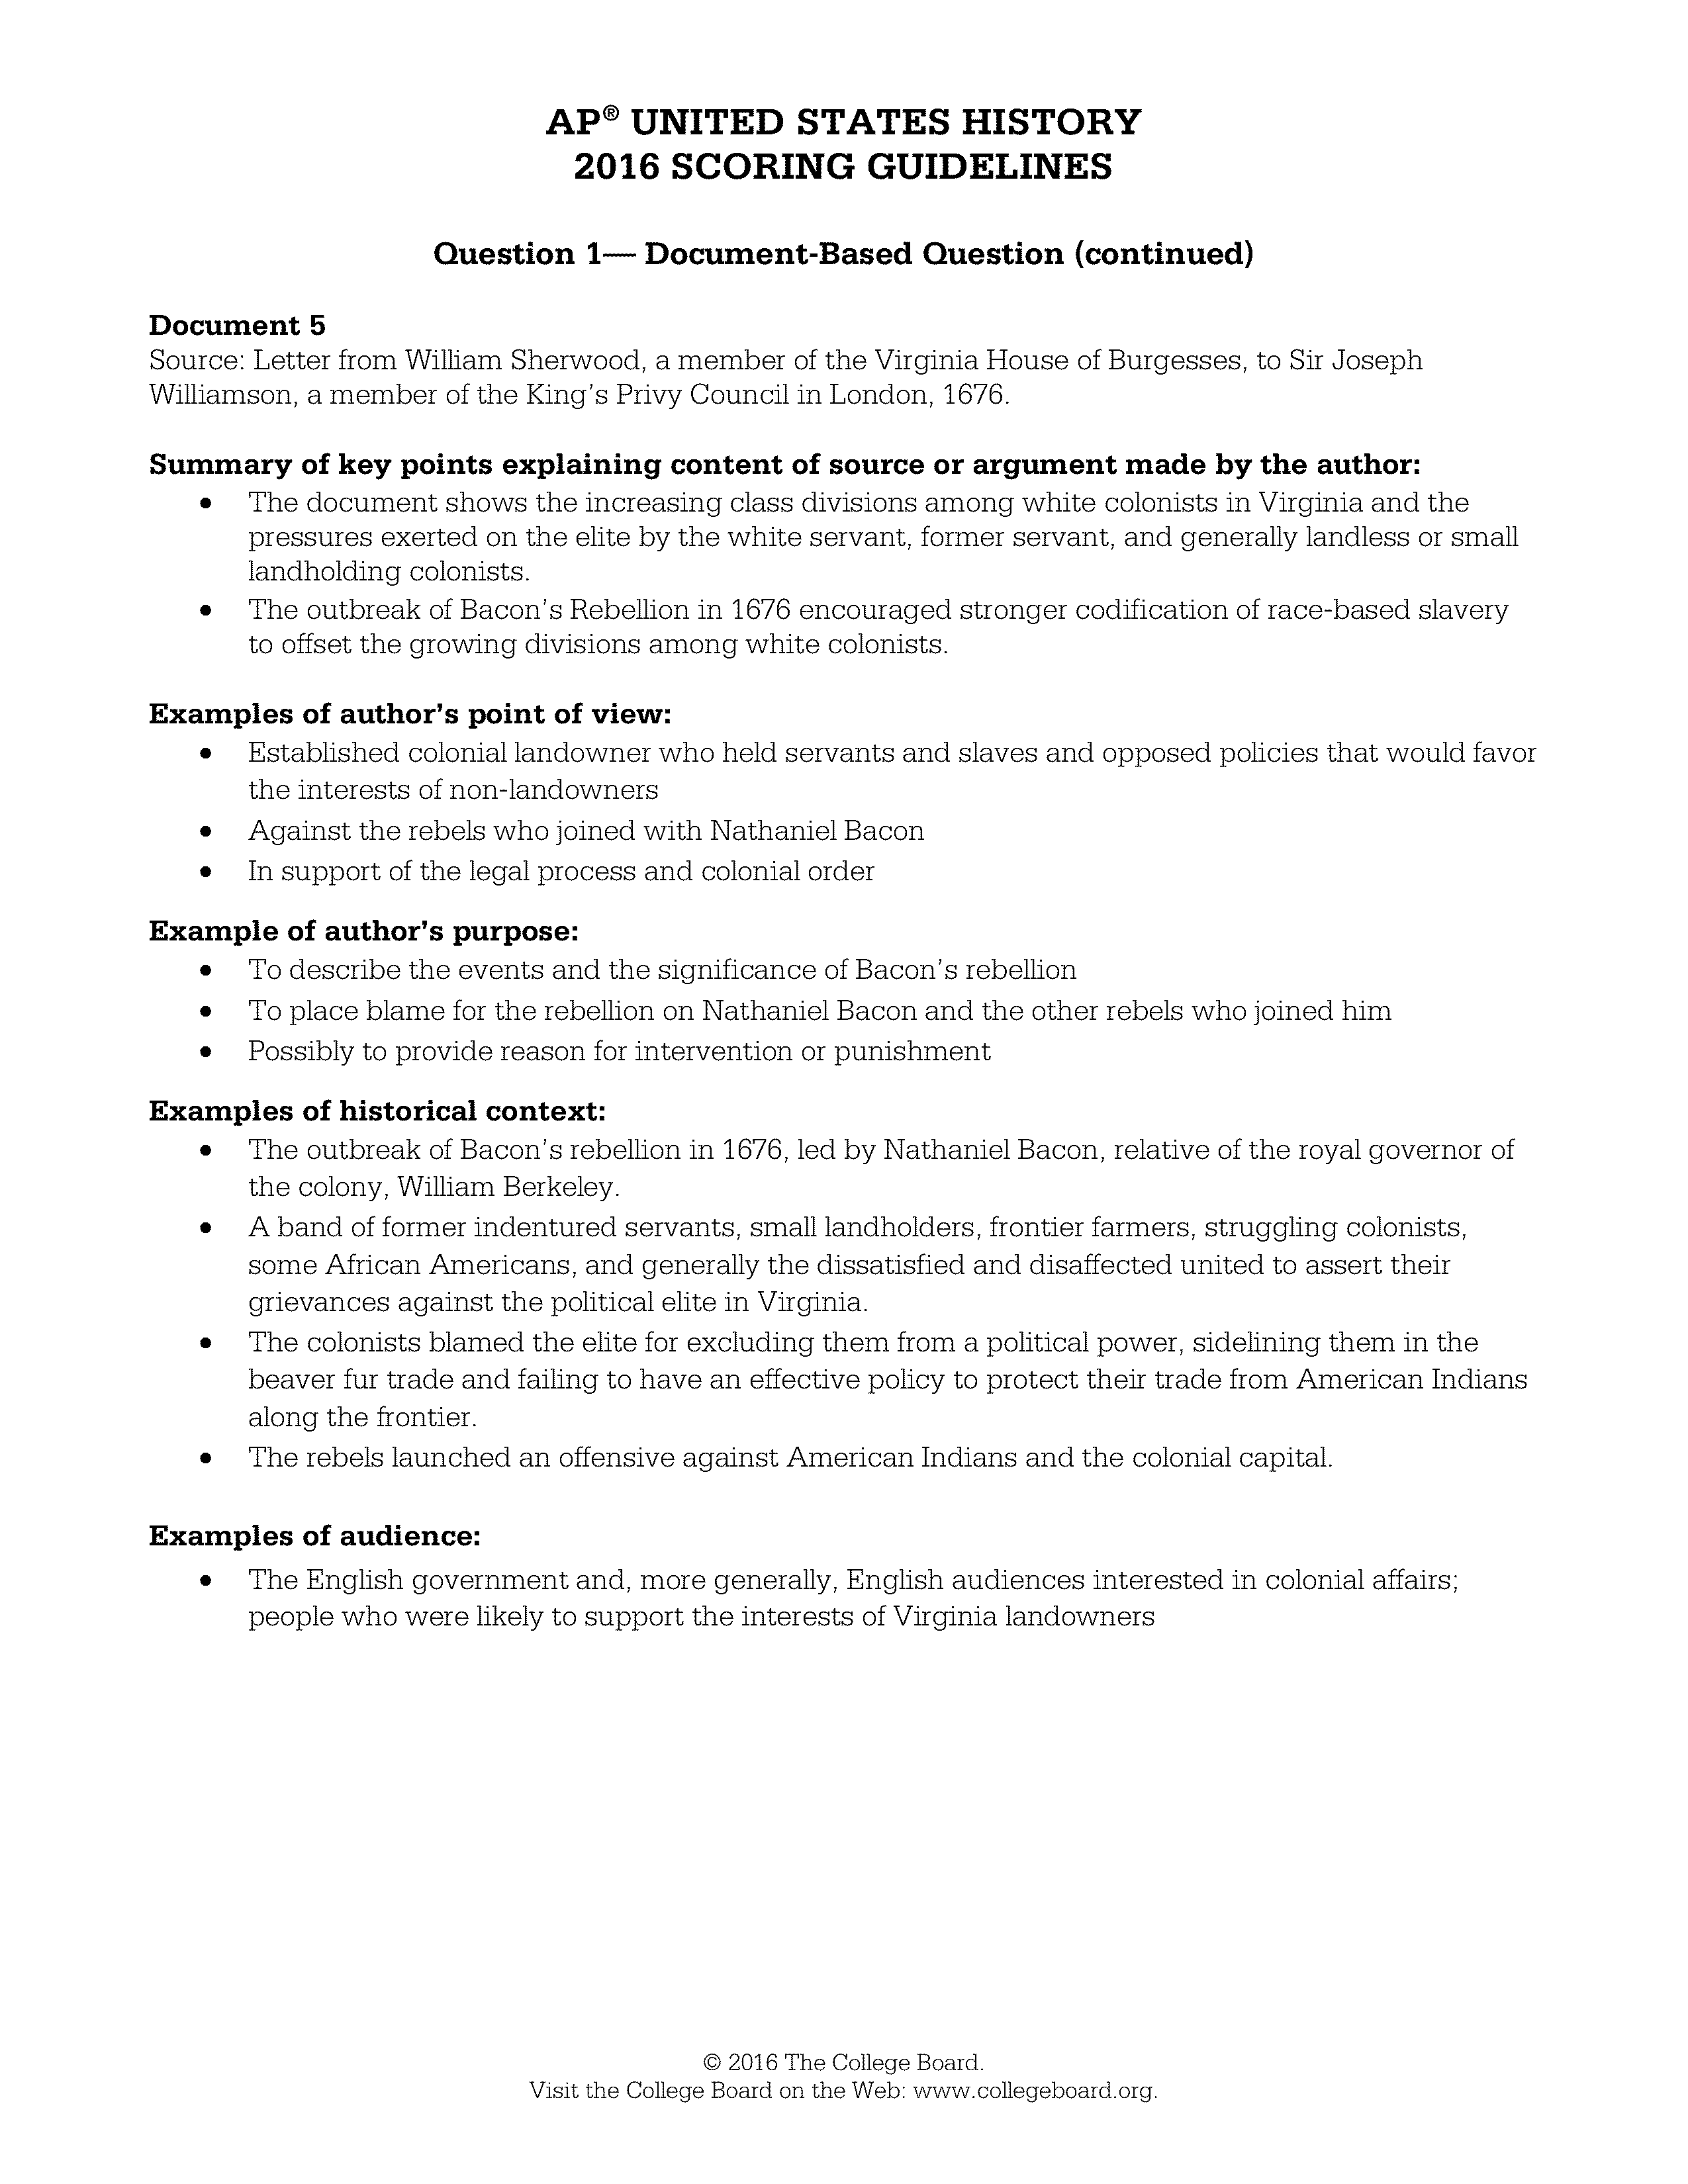 AP® UNITED STATES HISTORY
2016 SCORING GUIDELINES
Question 1— Document-Based Question (continued)
Document 5
Source: Letter from William Sherwood, a member of the Virginia House of Burgesses, to Sir Joseph
Williamson, a member of the King's Privy Council in London, 1676.
Summary of key points explaining content of source or argument made by the author:
• The document shows the increasing class divisions among white colonists in Virginia and the
pressures exerted on the elite by the white servant, former servant, and generally landless or small
landholding colonists.
• The outbreak of Bacon's Rebellion in 1676 encouraged stronger codification of race-based slavery
to offset the growing divisions among white colonists.
Examples of author's point of view:
• Established colonial landowner who held servants and slaves and opposed policies that would favor
the interests of non-landowners
• Against the rebels who joined with Nathaniel Bacon
• In support of the legal process and colonial order
Example of author's purpose:
• To describe the events and the significance of Bacon's rebellion
• To place blame for the rebellion on Nathaniel Bacon and the other rebels who joined him
• Possibly to provide reason for intervention or punishment
Examples of historical context:
• The outbreak of Bacon's rebellion in 1676, led by Nathaniel Bacon, relative of the royal governor of
the colony, William Berkeley.
• A band of former indentured servants, small landholders, frontier farmers, struggling colonists,
some African Americans, and generally the dissatisfied and disaffected united to assert their
grievances against the political elite in Virginia.
• The colonists blamed the elite for excluding them from a political power, sidelining them in the
beaver fur trade and failing to have an effective policy to protect their trade from American Indians
along the frontier.
• The rebels launched an offensive against American Indians and the colonial capital.
Examples of audience:
• The English government and, more generally, English audiences interested in colonial affairs;
people who were likely to support the interests of Virginia landowners
© 2016 The College Board.
Visit the College Board on the Web: www.collegeboard.org.